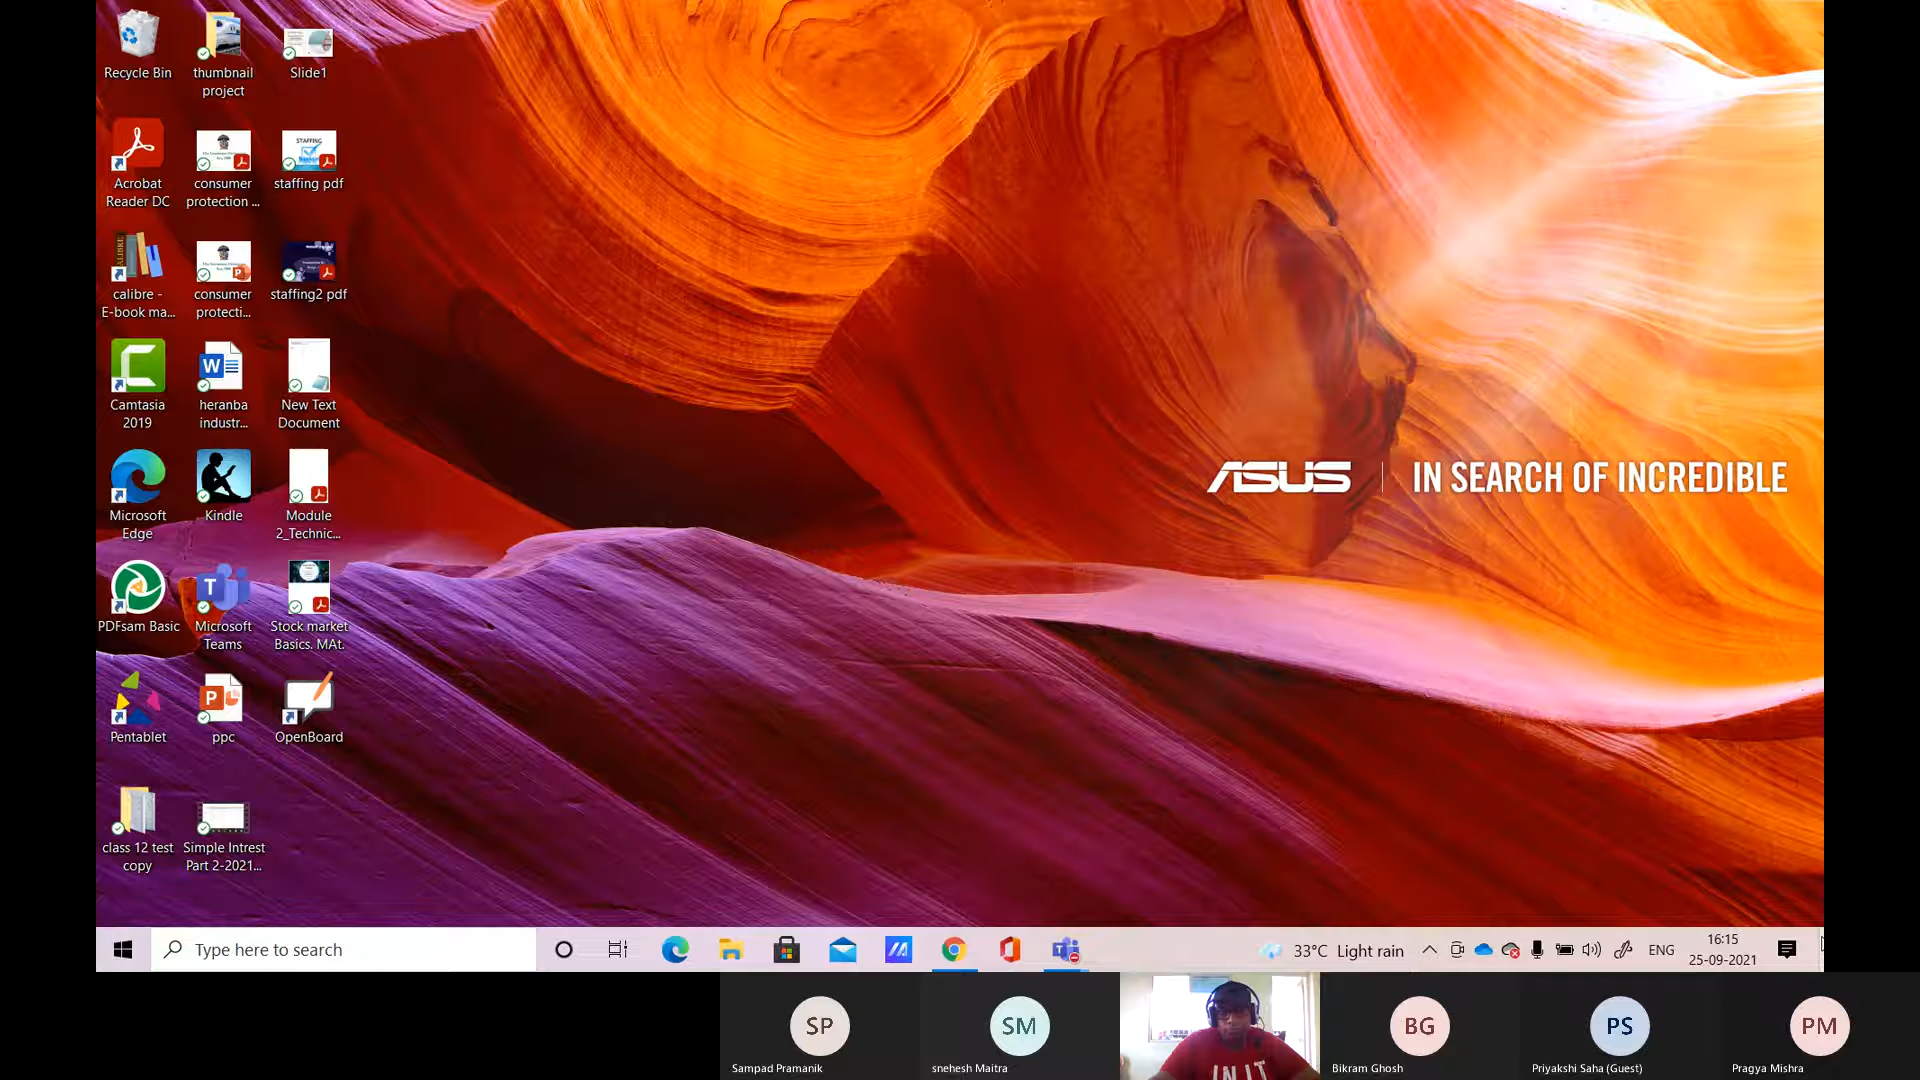 Recycle Bin
thumbnail
project
Slide1
Acrobat
Reader DC
consumer
protection ...
STAFFING
staffing pdf
calibre -
E-book ma...
consumer
protecti...
staffing2 pdf
Camtasia
2019
heranba
industr...
New Text
Document
Microsoft
Edge
Kindle
Module
2_Technic...
PDFsam Basic
Microsoft
Teams
Stock market
Basics. MAt.
Pentablet
ppc
OpenBoard
class 12 test
copy
Simple Intrest
Part 2-2021...
ASUS
IN SEARCH OF INCREDIBLE
Type here to search
33°C Light rain
ENG
16:15
25-09-2021
SP
Sampad Pramanik
SM
snehesh Maitra
BG
Bikram Ghosh
PS
Priyakshi Saha (Guest)
PM
Pragya Mishra